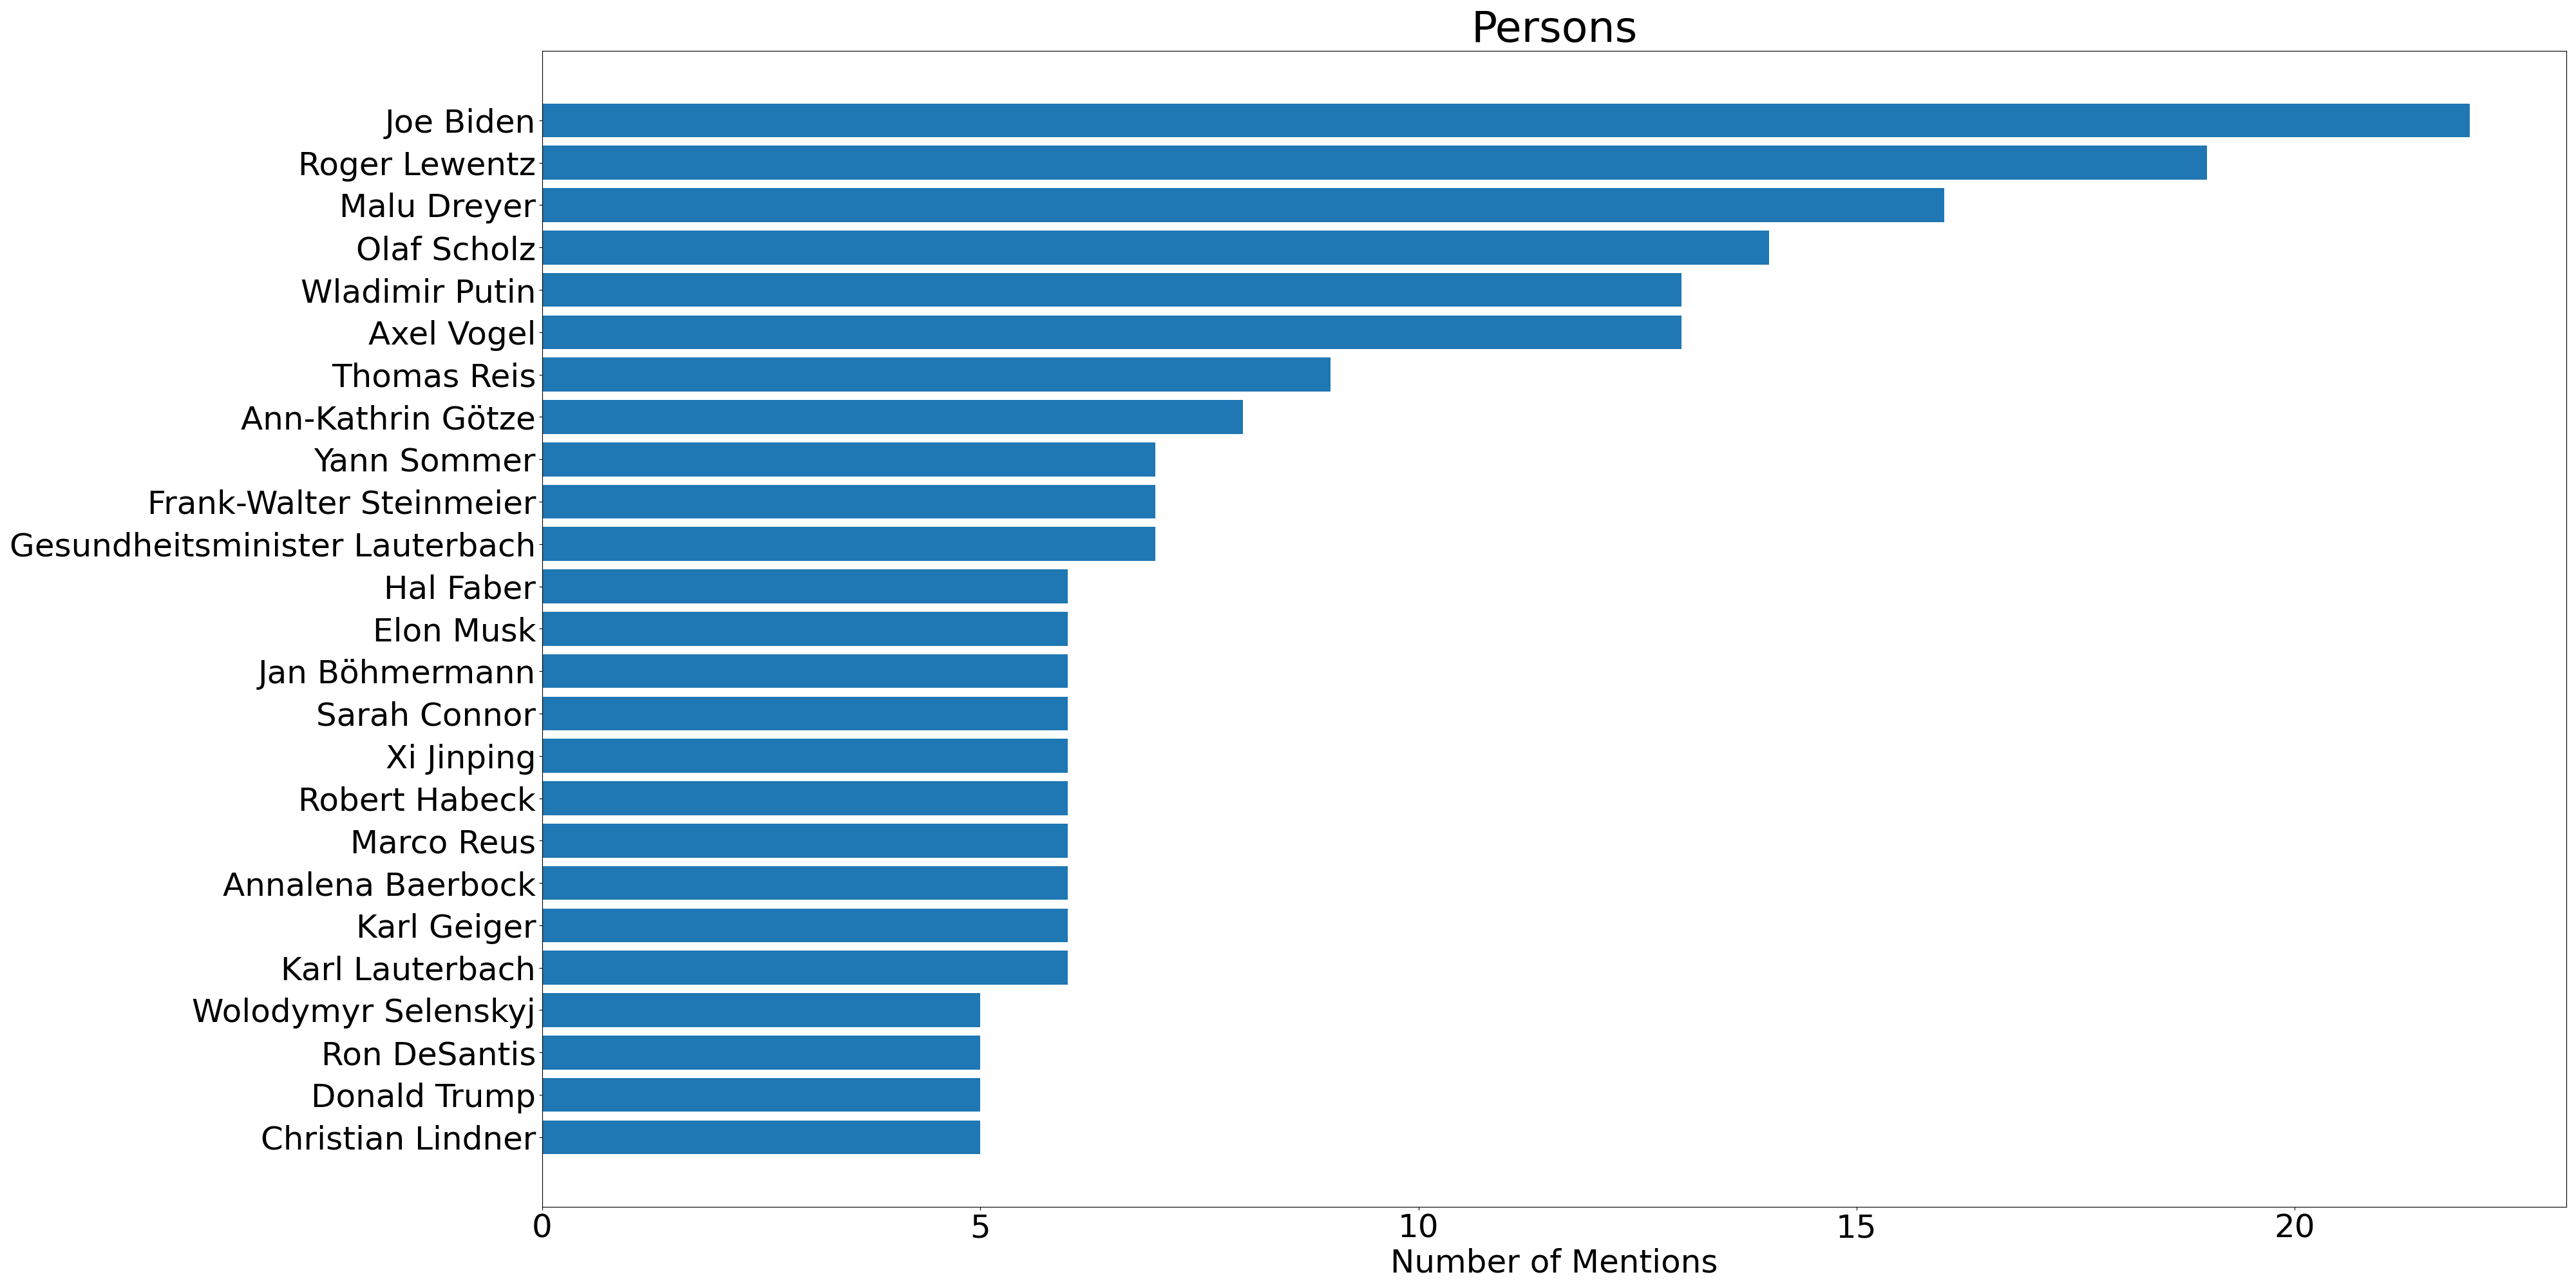 Persons
Joe Biden
Roger Lewentz
Malu Dreyer
Olaf Scholz
Wladimir Putin
Axel Vogel
Thomas Reis
Ann-Kathrin Götze
Yann Sommer
Frank-Walter Steinmeier
Gesundheitsminister Lauterbach
Hal Faber
Elon Musk
Jan Böhmermann
Sarah Connor
Xi Jinping
Robert Habeck
Marco Reus
Annalena Baerbock
Karl Geiger
Karl Lauterbach
Wolodymyr Selenskyj
Ron DeSantis
Donald Trump
Christian Lindner
0 5 10 15 20
Number of Mentions